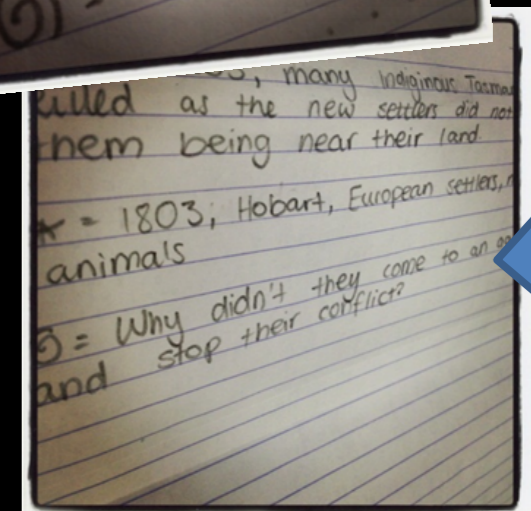 many Indiginous
killed as the new settlers did not
them being near their land.
* = 1803, Hobart, European settlers,
animals
Q = Why didn't they come to an
and stop their conflict?